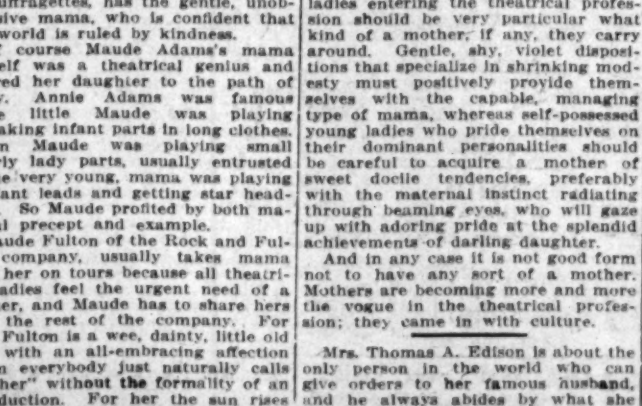 suffragettes, has the gentle, unob-
sive mama, who is confident that
world is ruled by kindness.
course Maude Adams's mama
elf was a theatrical genius and
red her daughter to the path of
y. Annie Adams was famous
e little Maude was playing
aking infant parts in long clothes.
n Maude was playing small
ly lady parts, usually entrusted
e very young, mama was playing
ant leads and getting star head-
. So Maude profited by both ma-
l precept and example.
aude Fulton of the Rock and Ful-
company, usually takes mama
her on tours because all theatri-
adies feel the urgent need of a
er, and Maude has to share hers
the rest of the company. For
Fulton is a wee, dainty, little old
with an all-embracing affection
n everybody just naturally calls
her" without the formality of an
duction. For her the sun rises
ladies entering the theatrical profes-
sion should be very particular what
kind of a mother, if any, they carry
around. Gentle, shy, violet disposi-
tions that specialize in shrinking mod-
esty must positively provide them-
selves with the capable, managing
type of mama, whereas self-possessed
young ladies who pride themselves on
their dominant personalities should
be careful to acquire a mother of
sweet docile tendencies, preferably
with the maternal instinct radiating
through beaming eyes, who will gaze
up with adoring pride at the splendid
achievements of darling daughter.
And in any case it is not good form
not to have any sort of a mother.
Mothers are becoming more and more
the vogue in the theatrical profes-
sion; they came in with culture.
Mrs. Thomas A. Edison is about the
only person in the world who can
give orders to her famous husband,
and he always abides by what she